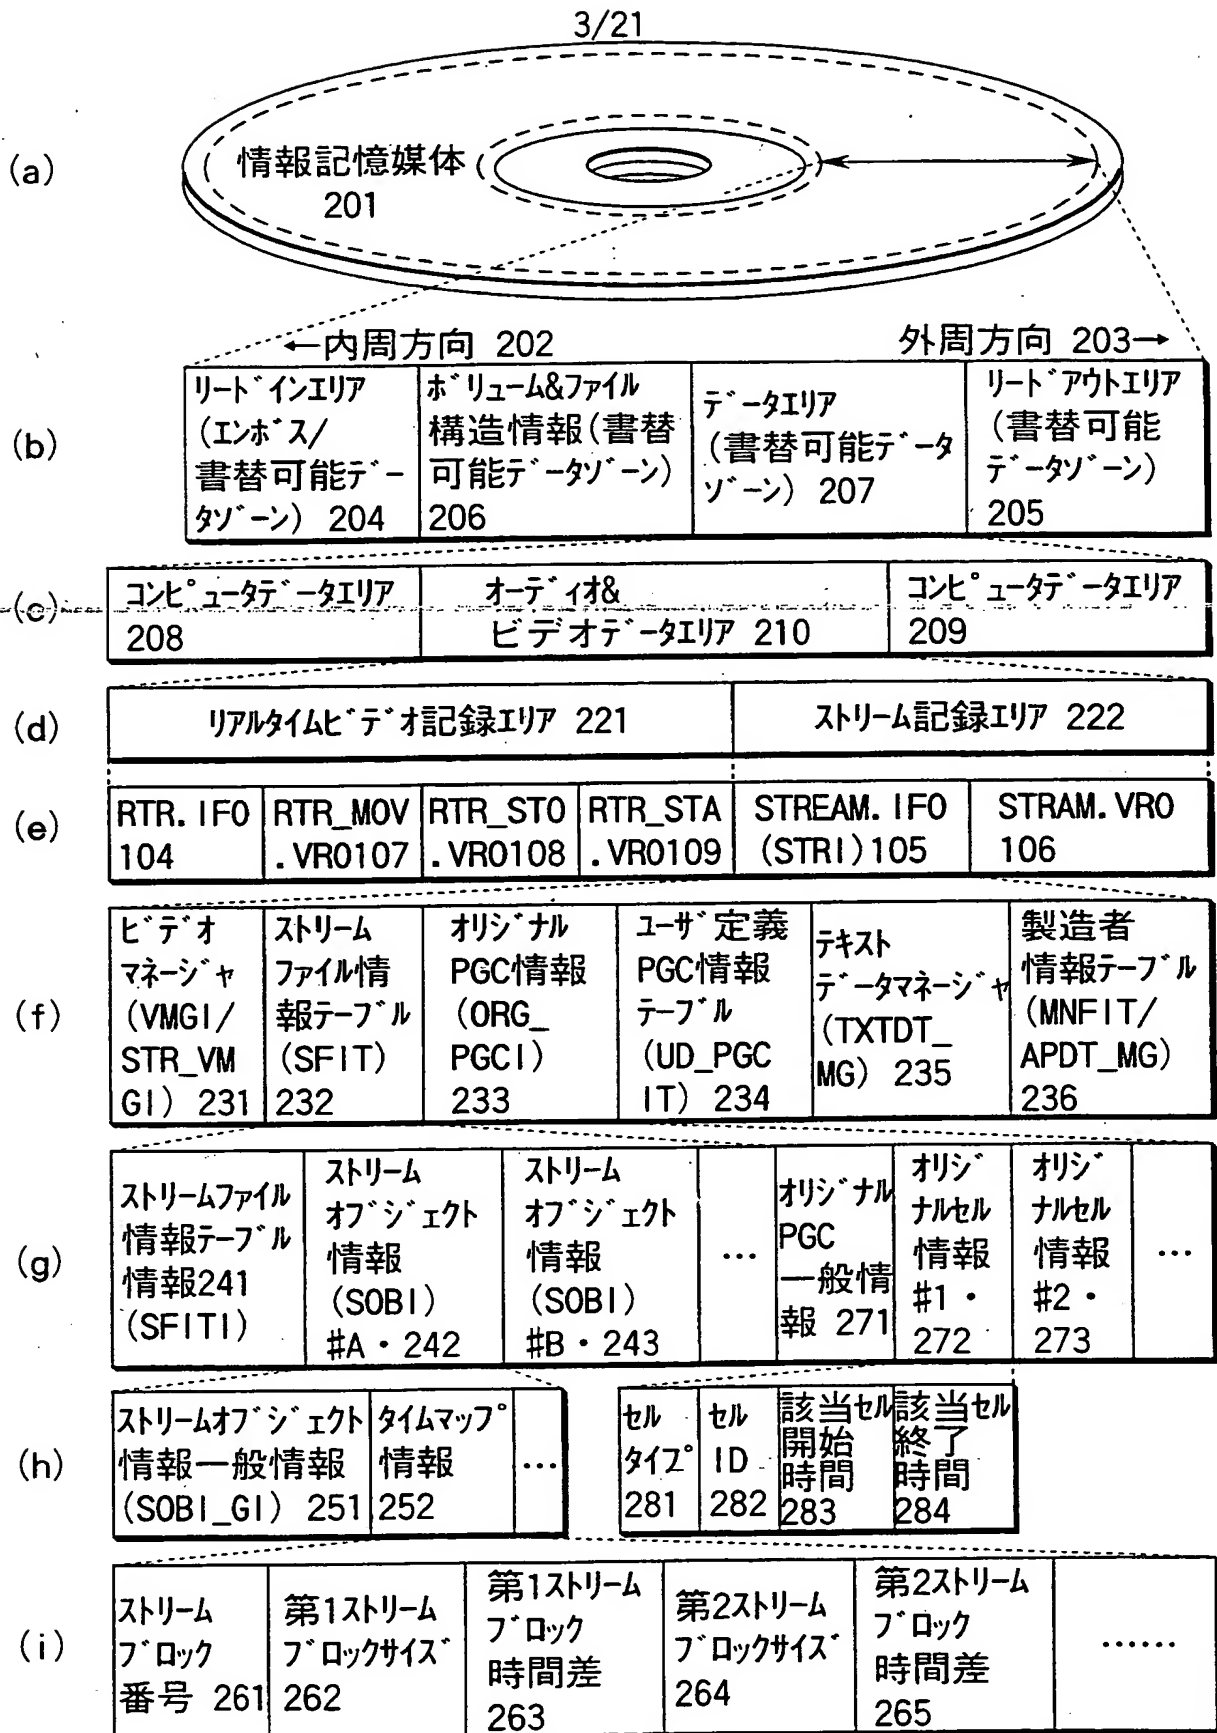 3/21
(a)
情報記憶媒体
201
←内周方向 202
外周方向 203→
(b)
リードインエリア
(エンボス/
書替可能デー
タゾーン) 204
ボリューム&ファイル
構造情報(書替
可能データゾーン)
206
データエリア
(書替可能データ
ゾーン) 207
リードアウトエリア
(書替可能
データゾーン)
205
(c)
コンピュータデータエリア
208
オーディオ&
ビデオデータエリア 210
コンピュータデータエリア
209
(d)
リアルタイムビデオ記録エリア 221
ストリーム記録エリア 222
(e)
RTR.IFO
104
RTR_MOV
.VRO107
RTR_STO
.VRO108
RTR_STA
.VRO109
STREAM.IFO
(STRI)105
STRAM.VRO
106
(f)
ビデオ
マネージャ
(VMGI/
STR_VM
GI) 231
ストリーム
ファイル情
報テーブル
(SFIT)
232
オリジナル
PGC情報
(ORG_
PGCI)
233
ユーザ定義
PGC情報
テーブル
(UD_PGC
IT) 234
テキスト
データマネージャ
(TXTDT_
MG) 235
製造者
情報テーブル
(MNFIT/
APDT_MG)
236
(g)
ストリームファイル
情報テーブル
情報241
(SFITI)
ストリーム
オブジェクト
情報
(SOBI)
#A・242
ストリーム
オブジェクト
情報
(SOBI)
#B・243
…
オリジナル
PGC
一般情
報 271
オリジ
ナルセル
情報
#1・
272
オリジ
ナルセル
情報
#2・
273
…
(h)
ストリームオブジェクト
情報一般情報
(SOBI_GI) 251
タイムマップ
情報
252
…
セル
タイプ
281
セル
ID
282
該当セル
開始
時間
283
該当セル
終了
時間
284
(i)
ストリーム
ブロック
番号 261
第1ストリーム
ブロックサイズ
262
第1ストリーム
ブロック
時間差
263
第2ストリーム
ブロックサイズ
264
第2ストリーム
ブロック
時間差
265
……